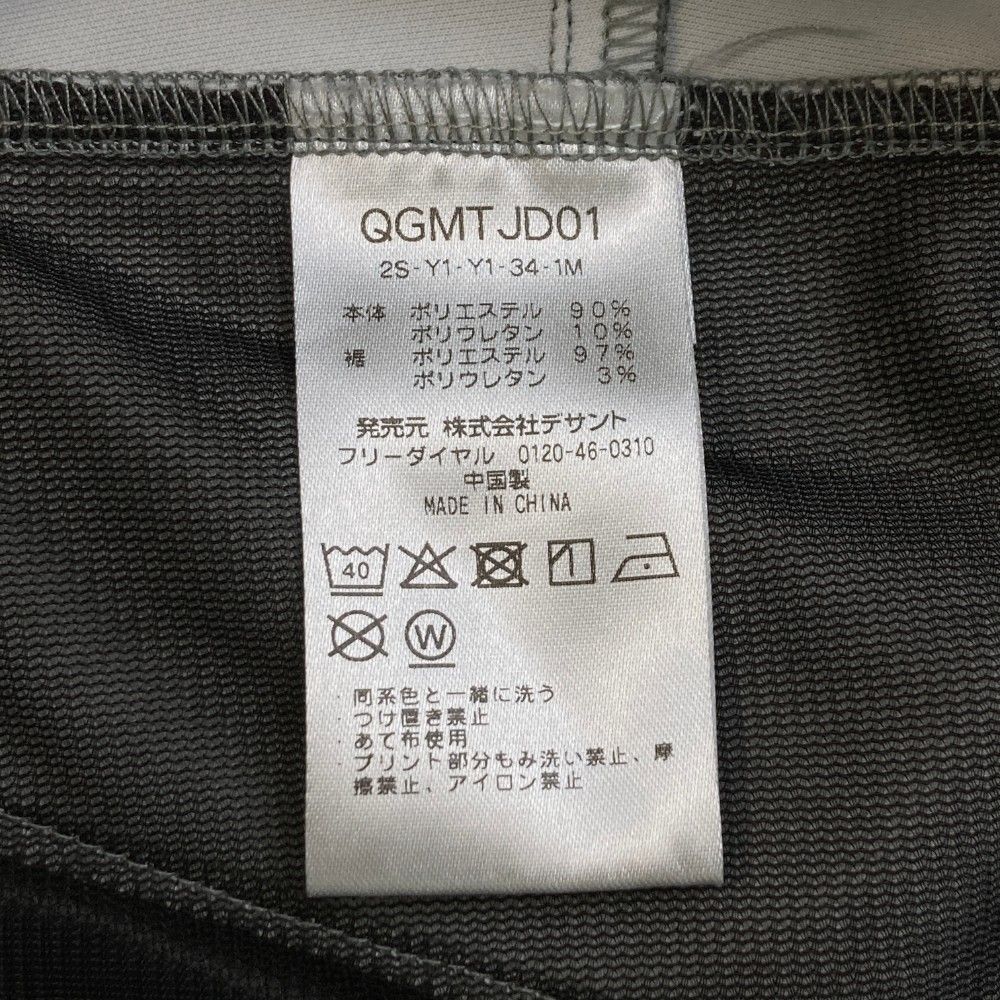 QGMTJD01
2S-Y1-Y1-34-1M
本体 ポリエステル 90%
ポリウレタン 10%
裾 ポリエステル 97%
ポリウレタン 3%
発売元 株式会社デサント
フリーダイヤル 0120-46-0310
中国製
MADE IN CHINA
40
W
・同系色と一緒に洗う
・つけ置き禁止
・あて布使用
・プリント部分もみ洗い禁止、摩
擦禁止、アイロン禁止